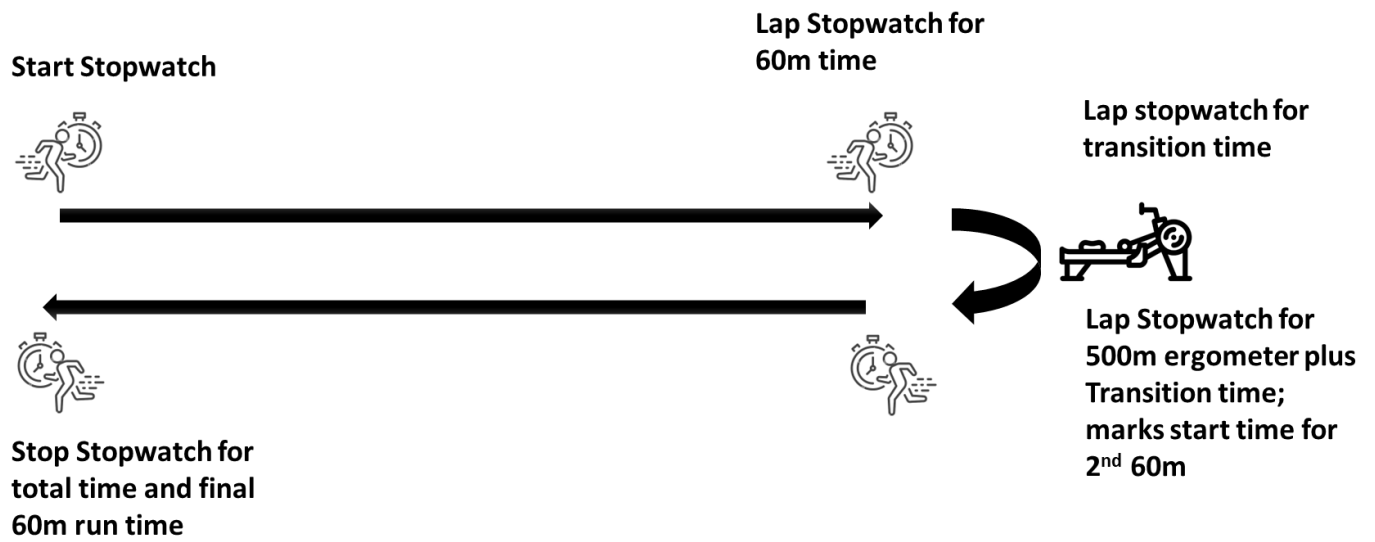 Start Stopwatch
Lap Stopwatch for
60m time
Lap stopwatch for
transition time
Lap Stopwatch for
500m ergometer plus
Transition time;
marks start time for
2nd 60m
Stop Stopwatch for
total time and final
60m run time